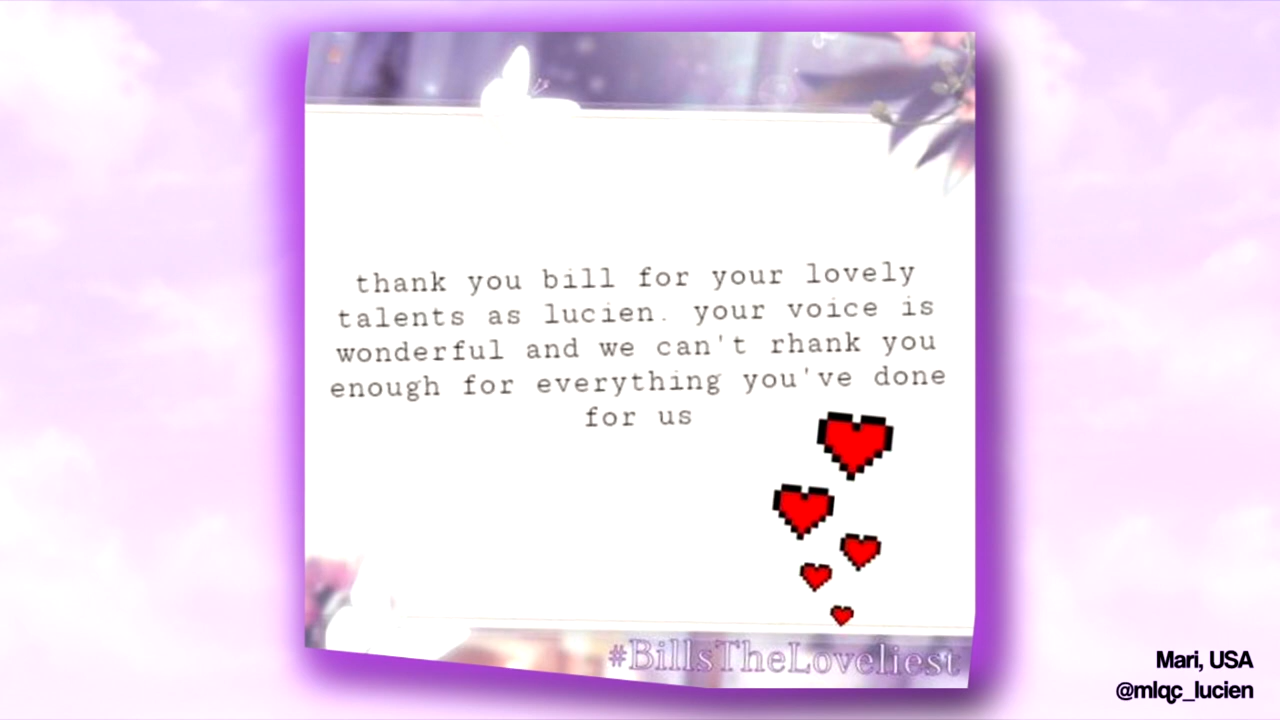 thank you bill for your lovely
talents as lucien. your voice is
wonderful and we can't rhank you
enough for everything you've done
for us
#BillsTheLoveliest
Mari, USA
@mlqc_lucien